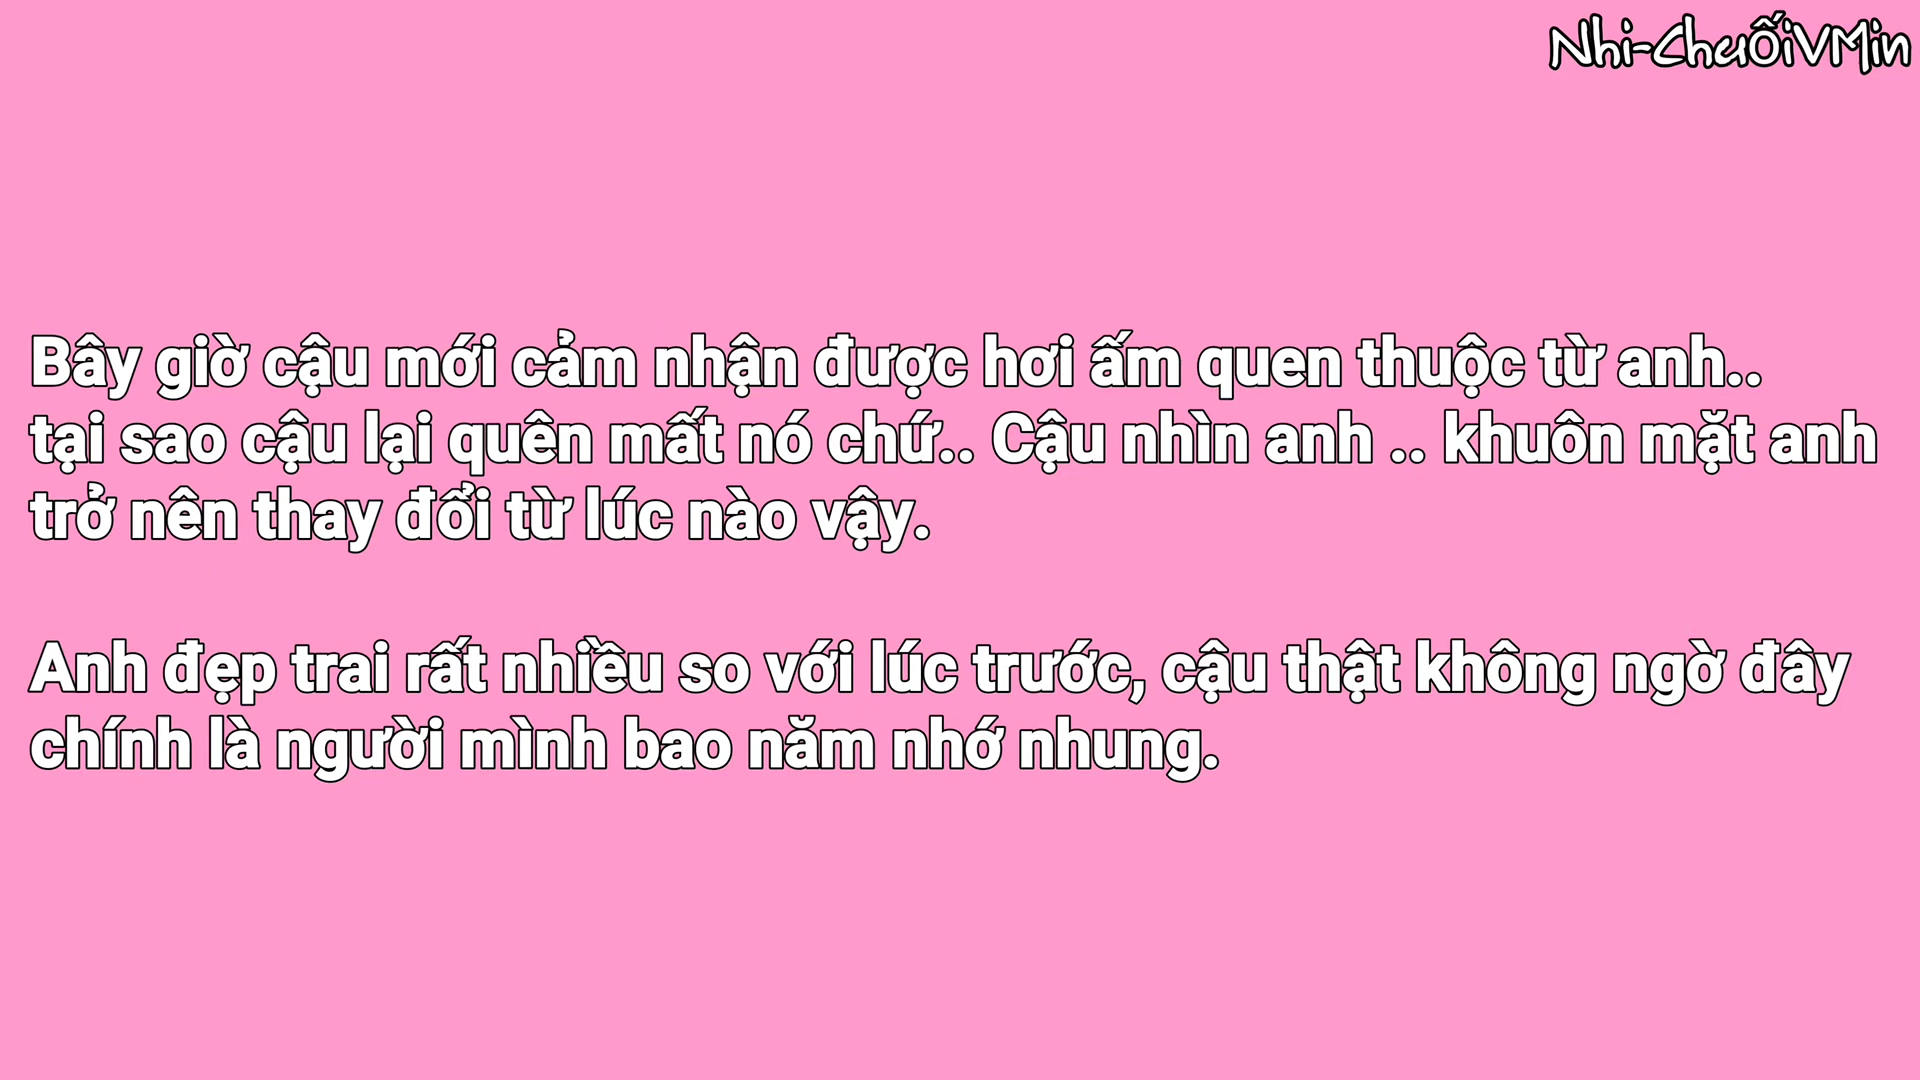 Nhi-ChuỐiVMin
Bây giờ cậu mới cảm nhận được hơi ấm quen thuộc từ anh..
tại sao cậu lại quên mất nó chứ.. Cậu nhìn anh .. khuôn mặt anh
trở nên thay đổi từ lúc nào vậy.
Anh đẹp trai rất nhiều so với lúc trước, cậu thật không ngờ đây
chính là người mình bao năm nhớ nhung.